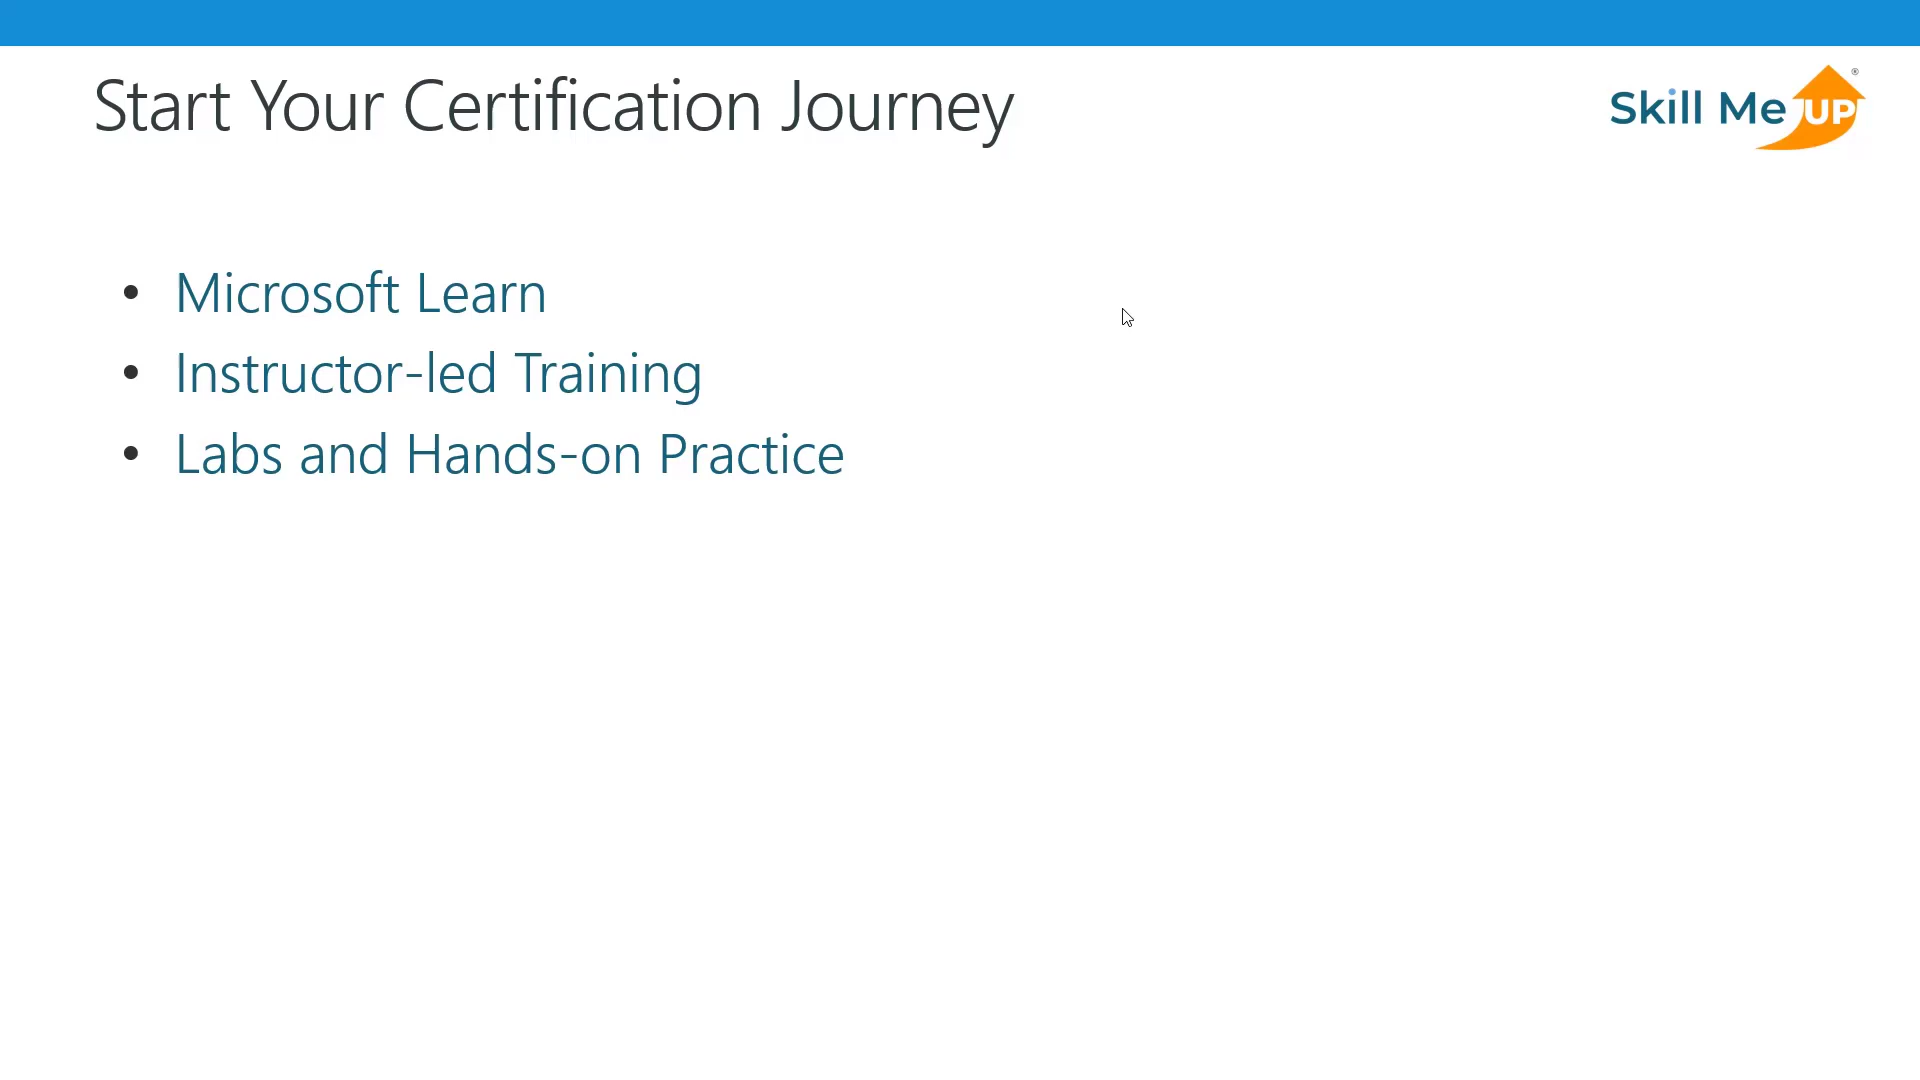 Start Your Certification Journey
Skill Me UP®
• Microsoft Learn
• Instructor-led Training
• Labs and Hands-on Practice